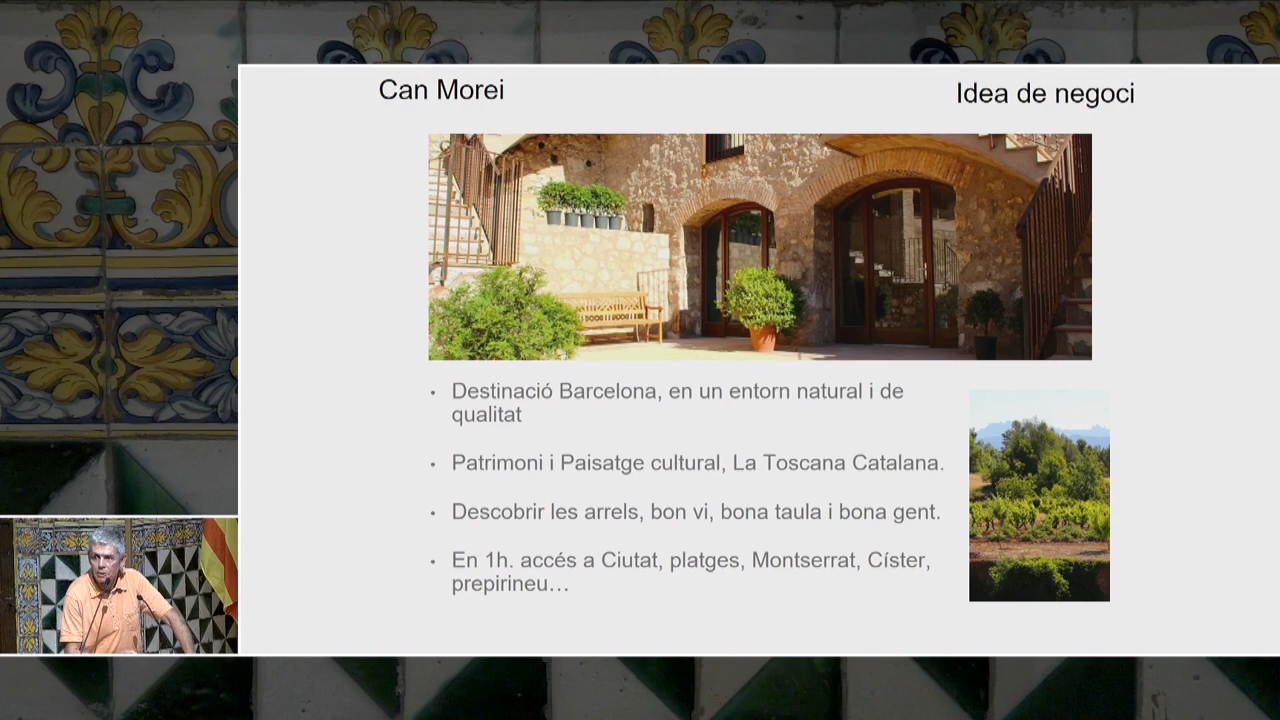 Can Morei
Idea de negoci
• Destinació Barcelona, en un entorn natural i de
qualitat
• Patrimoni i Paisatge cultural, La Toscana Catalana.
• Descobrir les arrels, bon vi, bona taula i bona gent.
• En 1h. accés a Ciutat, platges, Montserrat, Císter,
prepirineu…